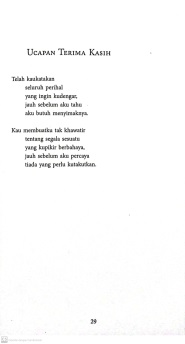 UCAPAN TERIMA KASIH
Telah kaukatakan
seluruh perihal
yang ingin kudengar,
jauh sebelum aku tahu
aku butuh menyimaknya.
Kau membuatku tak khawatir
tentang segala sesuatu
yang kupikir berbahaya,
jauh sebelum aku percaya
tiada yang perlu kutakutkan.
29